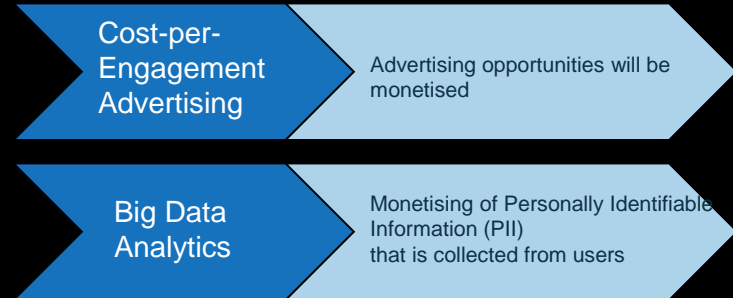 Cost-per-
Engagement
Advertising
Advertising opportunities will be
monetised
Big Data
Analytics
Monetising of Personally Identifiable
Information (PII)
that is collected from users